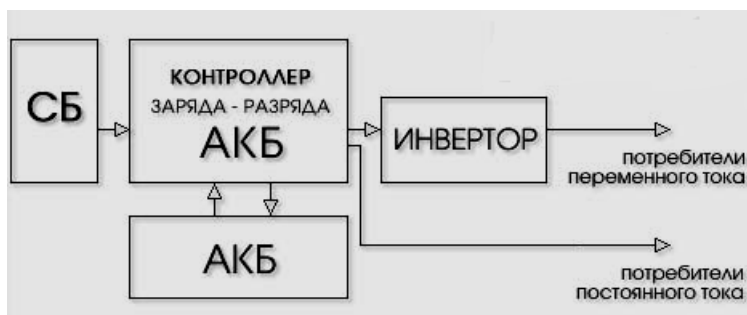 СБ
КОНТРОЛЛЕР
ЗАРЯДА - РАЗРЯДА
АКБ
ИНВЕРТОР
потребители
переменного тока
АКБ
потребители
постоянного тока